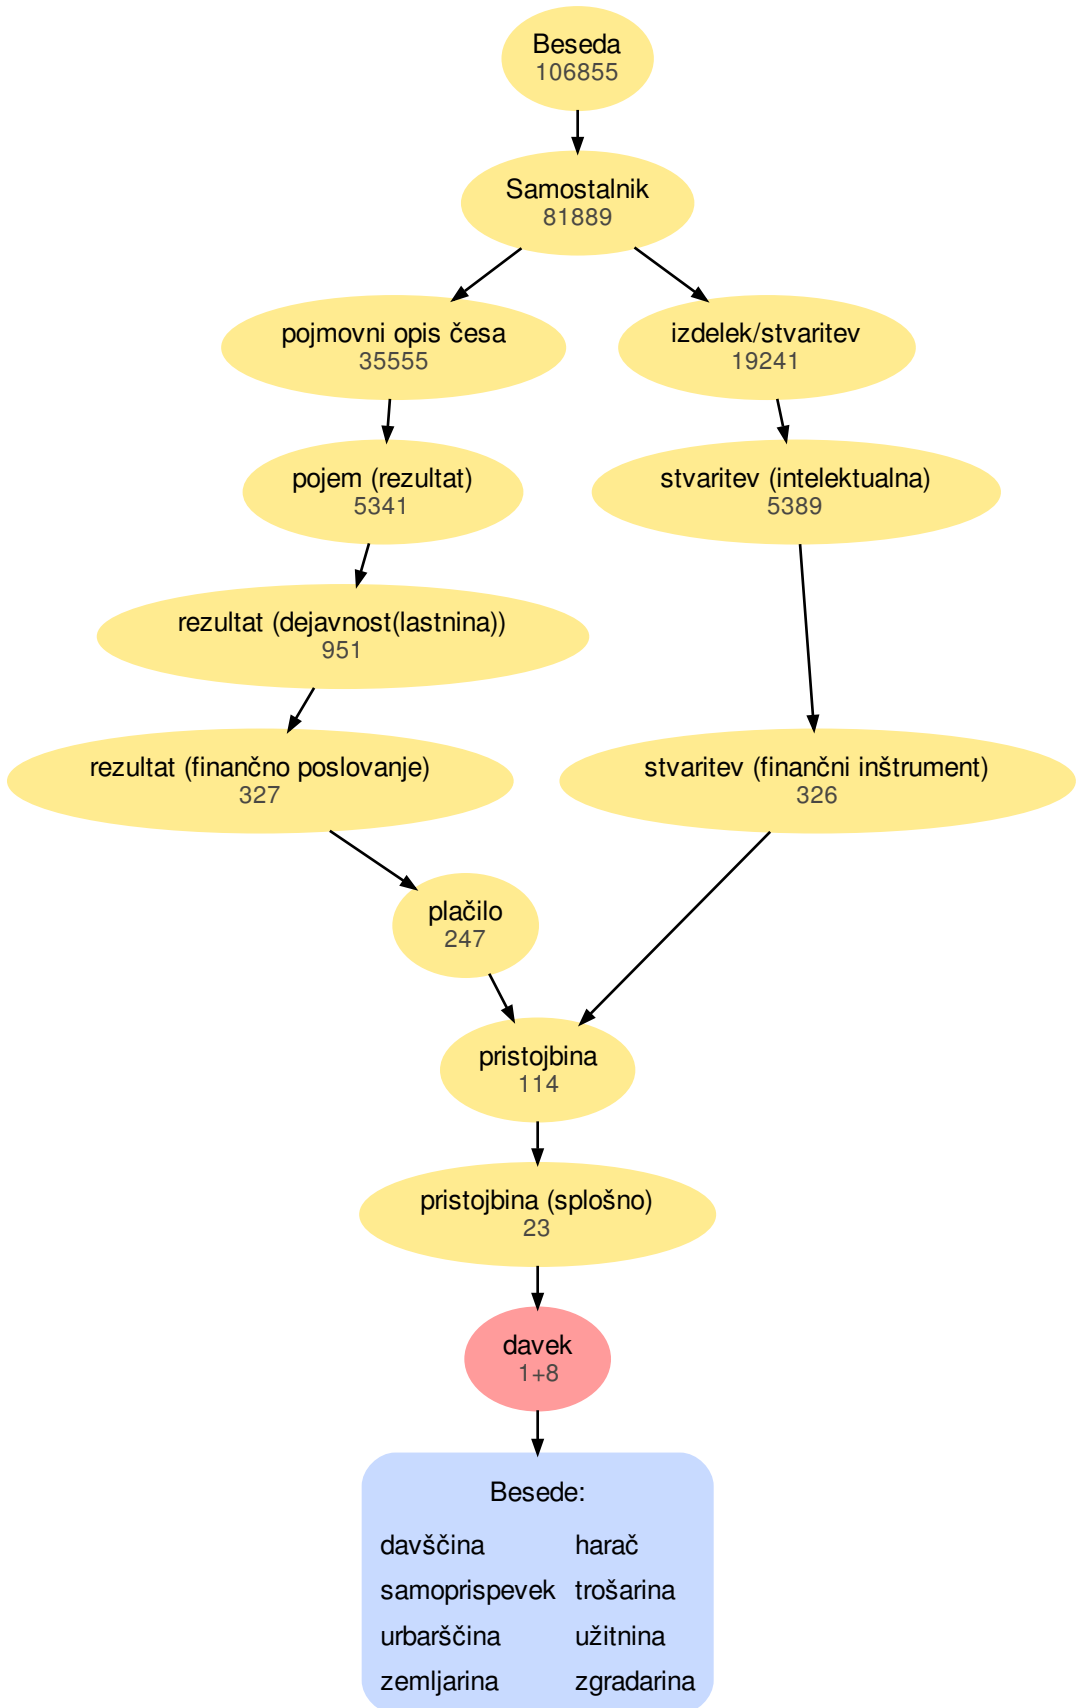 Beseda
106855
Samostalnik
81889
pojmovni opis česa
35555
izdelek/stvaritev
19241
pojem (rezultat)
5341
stvaritev (intelektualna)
5389
rezultat (dejavnost(lastnina))
951
rezultat (finančno poslovanje)
327
stvaritev (finančni inštrument)
326
plačilo
247
pristojbina
114
pristojbina (splošno)
23
davek
1+8
Besede:
davščina harač
samoprispevek trošarina
urbarščina užitnina
zemljarina zgradarina